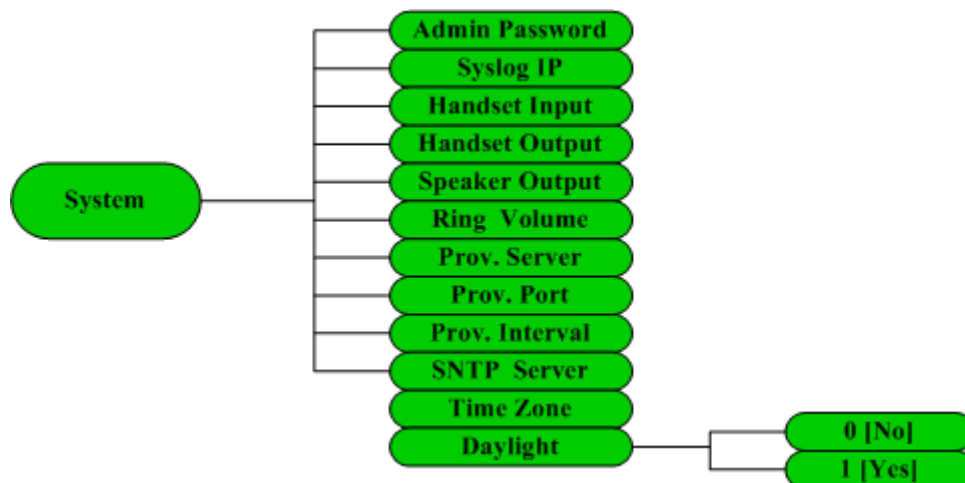 System
Admin Password
Syslog IP
Handset Input
Handset Output
Speaker Output
Ring Volume
Prov. Server
Prov. Port
Prov. Interval
SNTP Server
Time Zone
Daylight
0 [No]
1 [Yes]